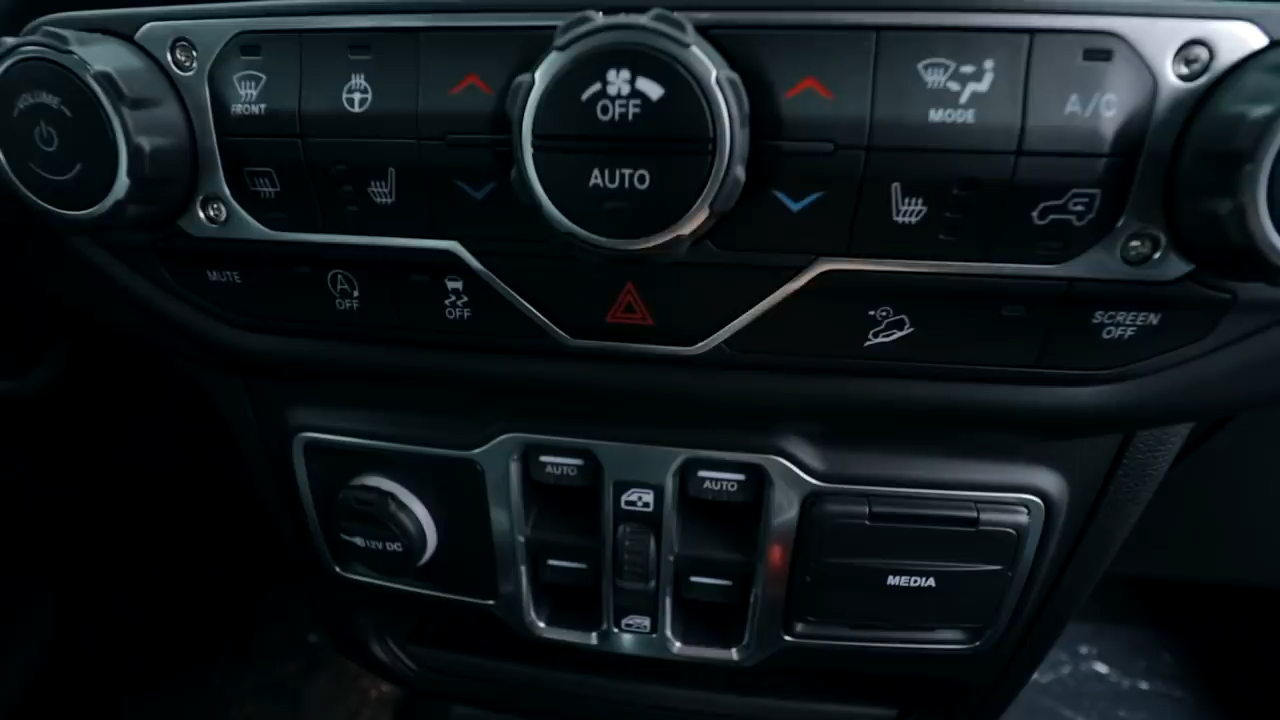 VOLUME
FRONT
OFF
AUTO
MODE
A/C
MUTE
A
OFF
OFF
SCREEN
OFF
AUTO
AUTO
12V DC
MEDIA